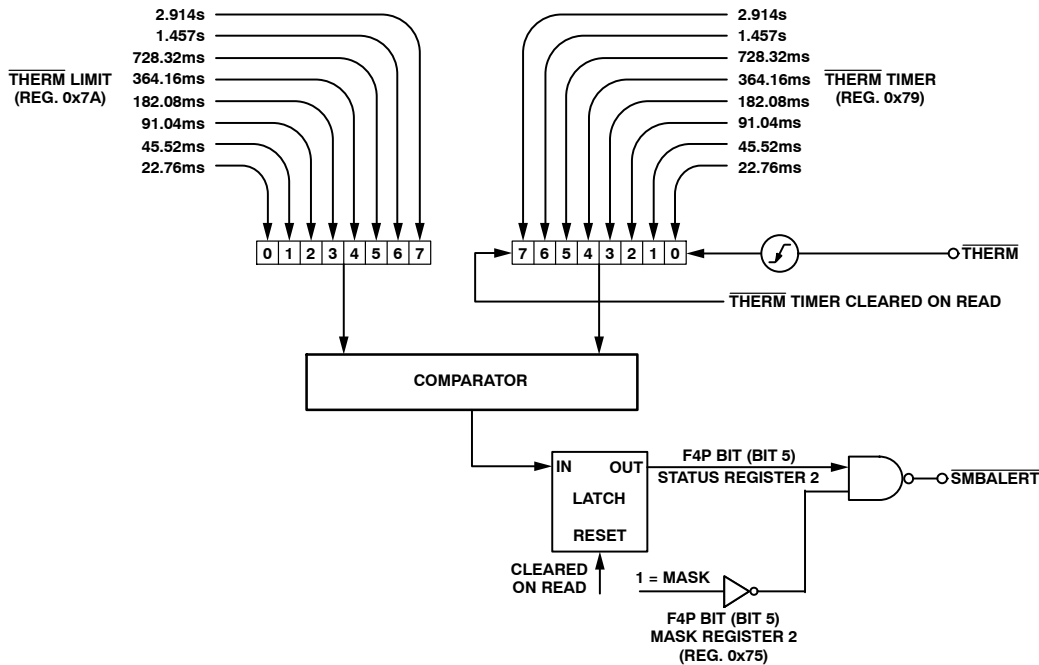 2.914s
1.457s
728.32ms
364.16ms
182.08ms
91.04ms
45.52ms
22.76ms
THERM LIMIT
(REG. 0x7A)
2.914s
1.457s
728.32ms
364.16ms
182.08ms
91.04ms
45.52ms
22.76ms
THERM TIMER
(REG. 0x79)
0 1 2 3 4 5 6 7
7 6 5 4 3 2 1 0
THERM
THERM TIMER CLEARED ON READ
COMPARATOR
IN OUT
LATCH
RESET
F4P BIT (BIT 5)
STATUS REGISTER 2
SMBALERT
CLEARED
ON READ
1 = MASK
F4P BIT (BIT 5)
MASK REGISTER 2
(REG. 0x75)